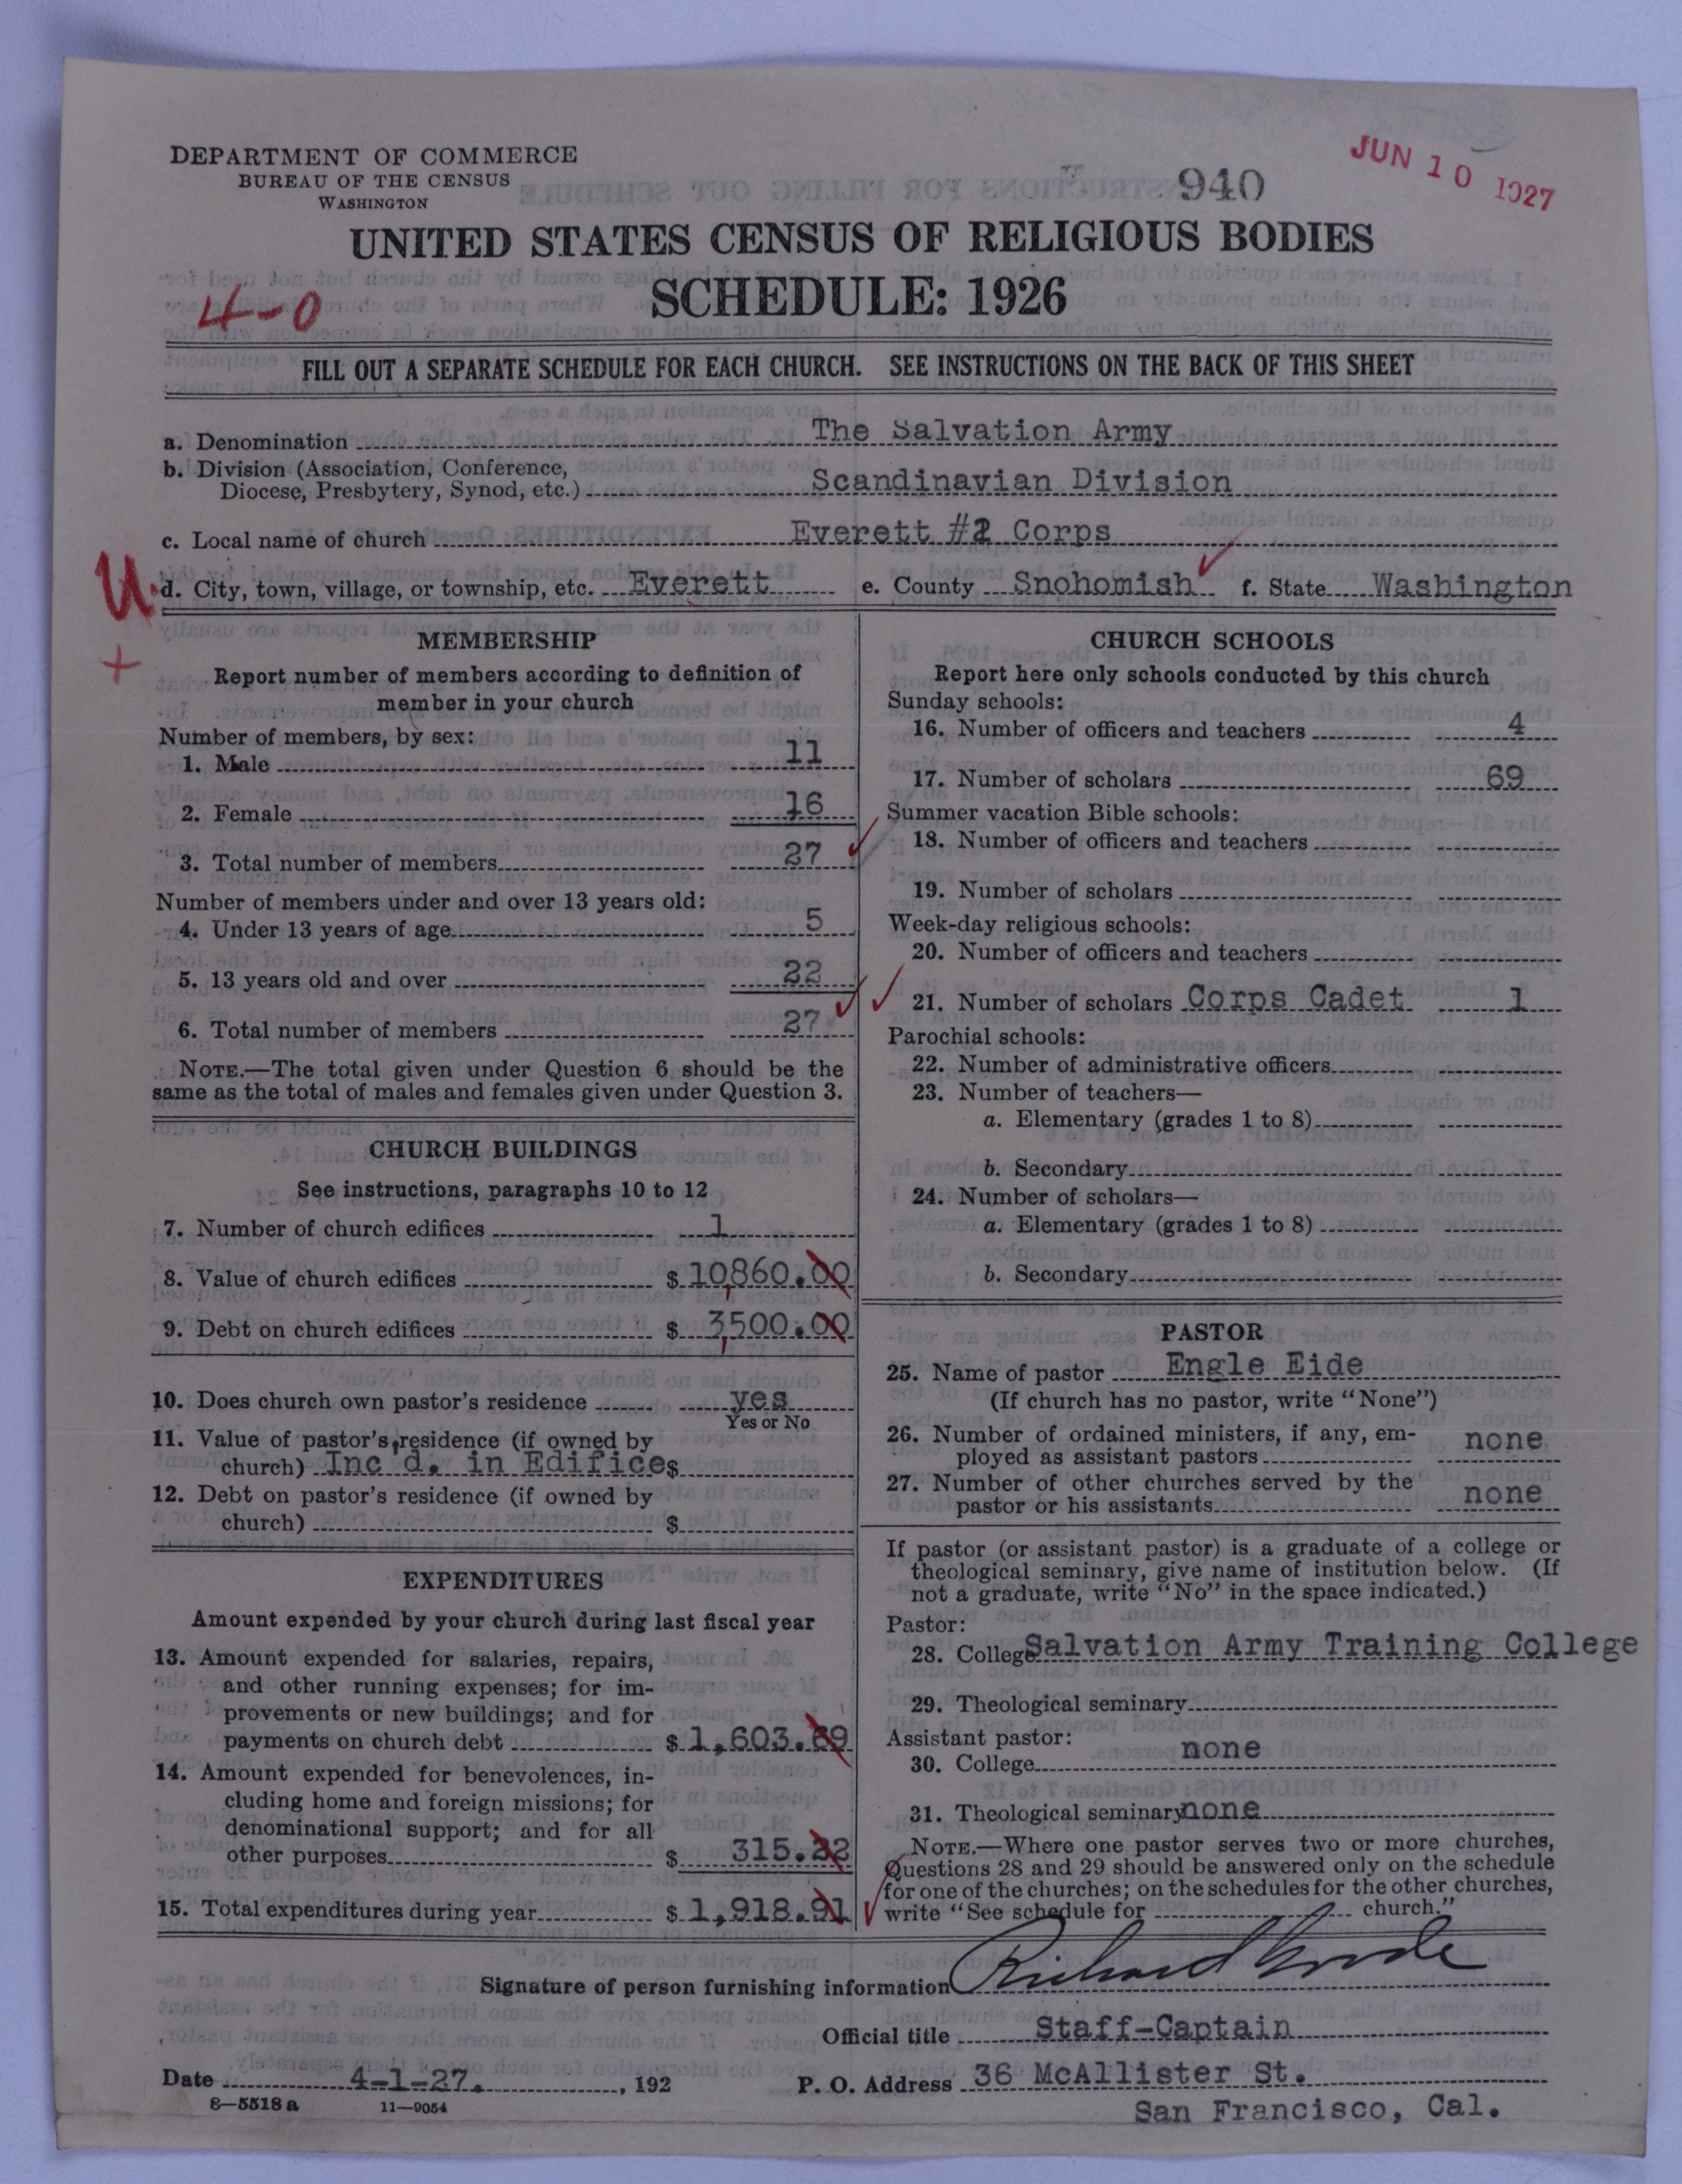 DEPARTMENT OF COMMERCE
BUREAU OF THE CENSUS
WASHINGTON
940
JUN 10 1927
UNITED STATES CENSUS OF RELIGIOUS BODIES
SCHEDULE: 1926
4-0
FILL OUT A SEPARATE SCHEDULE FOR EACH CHURCH. SEE INSTRUCTIONS ON THE BACK OF THIS SHEET
a. Denomination The Salvation Army
b. Division (Association, Conference,
Diocese, Presbytery, Synod, etc.) Scandinavian Division
c. Local name of church Everett #2 Corps
U
d. City, town, village, or township, etc. Everett e. County Snohomish f. State Washington
+
MEMBERSHIP
Report number of members according to definition of
member in your church
Number of members, by sex:
1. Male 11
2. Female 16
3. Total number of members 27
Number of members under and over 13 years old:
4. Under 13 years of age 5
5. 13 years old and over 22
6. Total number of members 27
NOTE.—The total given under Question 6 should be the
same as the total of males and females given under Question 3.
CHURCH BUILDINGS
See instructions, paragraphs 10 to 12
7. Number of church edifices 1
8. Value of church edifices $ 10,860.00
9. Debt on church edifices $ 3,500.00
10. Does church own pastor's residence yes
Yes or No
11. Value of pastor's residence (if owned by
church) Inc'd. in Edifice $
12. Debt on pastor's residence (if owned by
church) $
EXPENDITURES
Amount expended by your church during last fiscal year
13. Amount expended for salaries, repairs,
and other running expenses; for im-
provements or new buildings; and for
payments on church debt $ 1,603.69
14. Amount expended for benevolences, in-
cluding home and foreign missions; for
denominational support; and for all
other purposes $ 315.22
15. Total expenditures during year $ 1,918.91
CHURCH SCHOOLS
Report here only schools conducted by this church
Sunday schools:
16. Number of officers and teachers 4
17. Number of scholars 69
Summer vacation Bible schools:
18. Number of officers and teachers
19. Number of scholars
Week-day religious schools:
20. Number of officers and teachers
21. Number of scholars Corps Cadet 1
Parochial schools:
22. Number of administrative officers
23. Number of teachers—
a. Elementary (grades 1 to 8)
b. Secondary
24. Number of scholars—
a. Elementary (grades 1 to 8)
b. Secondary
PASTOR
25. Name of pastor Engle Eide
(If church has no pastor, write "None")
26. Number of ordained ministers, if any, em-
ployed as assistant pastors none
27. Number of other churches served by the
pastor or his assistants none
If pastor (or assistant pastor) is a graduate of a college or
theological seminary, give name of institution below. (If
not a graduate, write "No" in the space indicated.)
Pastor:
28. College Salvation Army Training College
29. Theological seminary
Assistant pastor:
30. College none
31. Theological seminary none
NOTE.—Where one pastor serves two or more churches,
Questions 28 and 29 should be answered only on the schedule
for one of the churches; on the schedules for the other churches,
write "See schedule for church."
Signature of person furnishing information Richard
Official title Staff-Captain
Date 4-1-27. , 192
P. O. Address 36 McAllister St.
San Francisco, Cal.
8—5518 a 11—9054